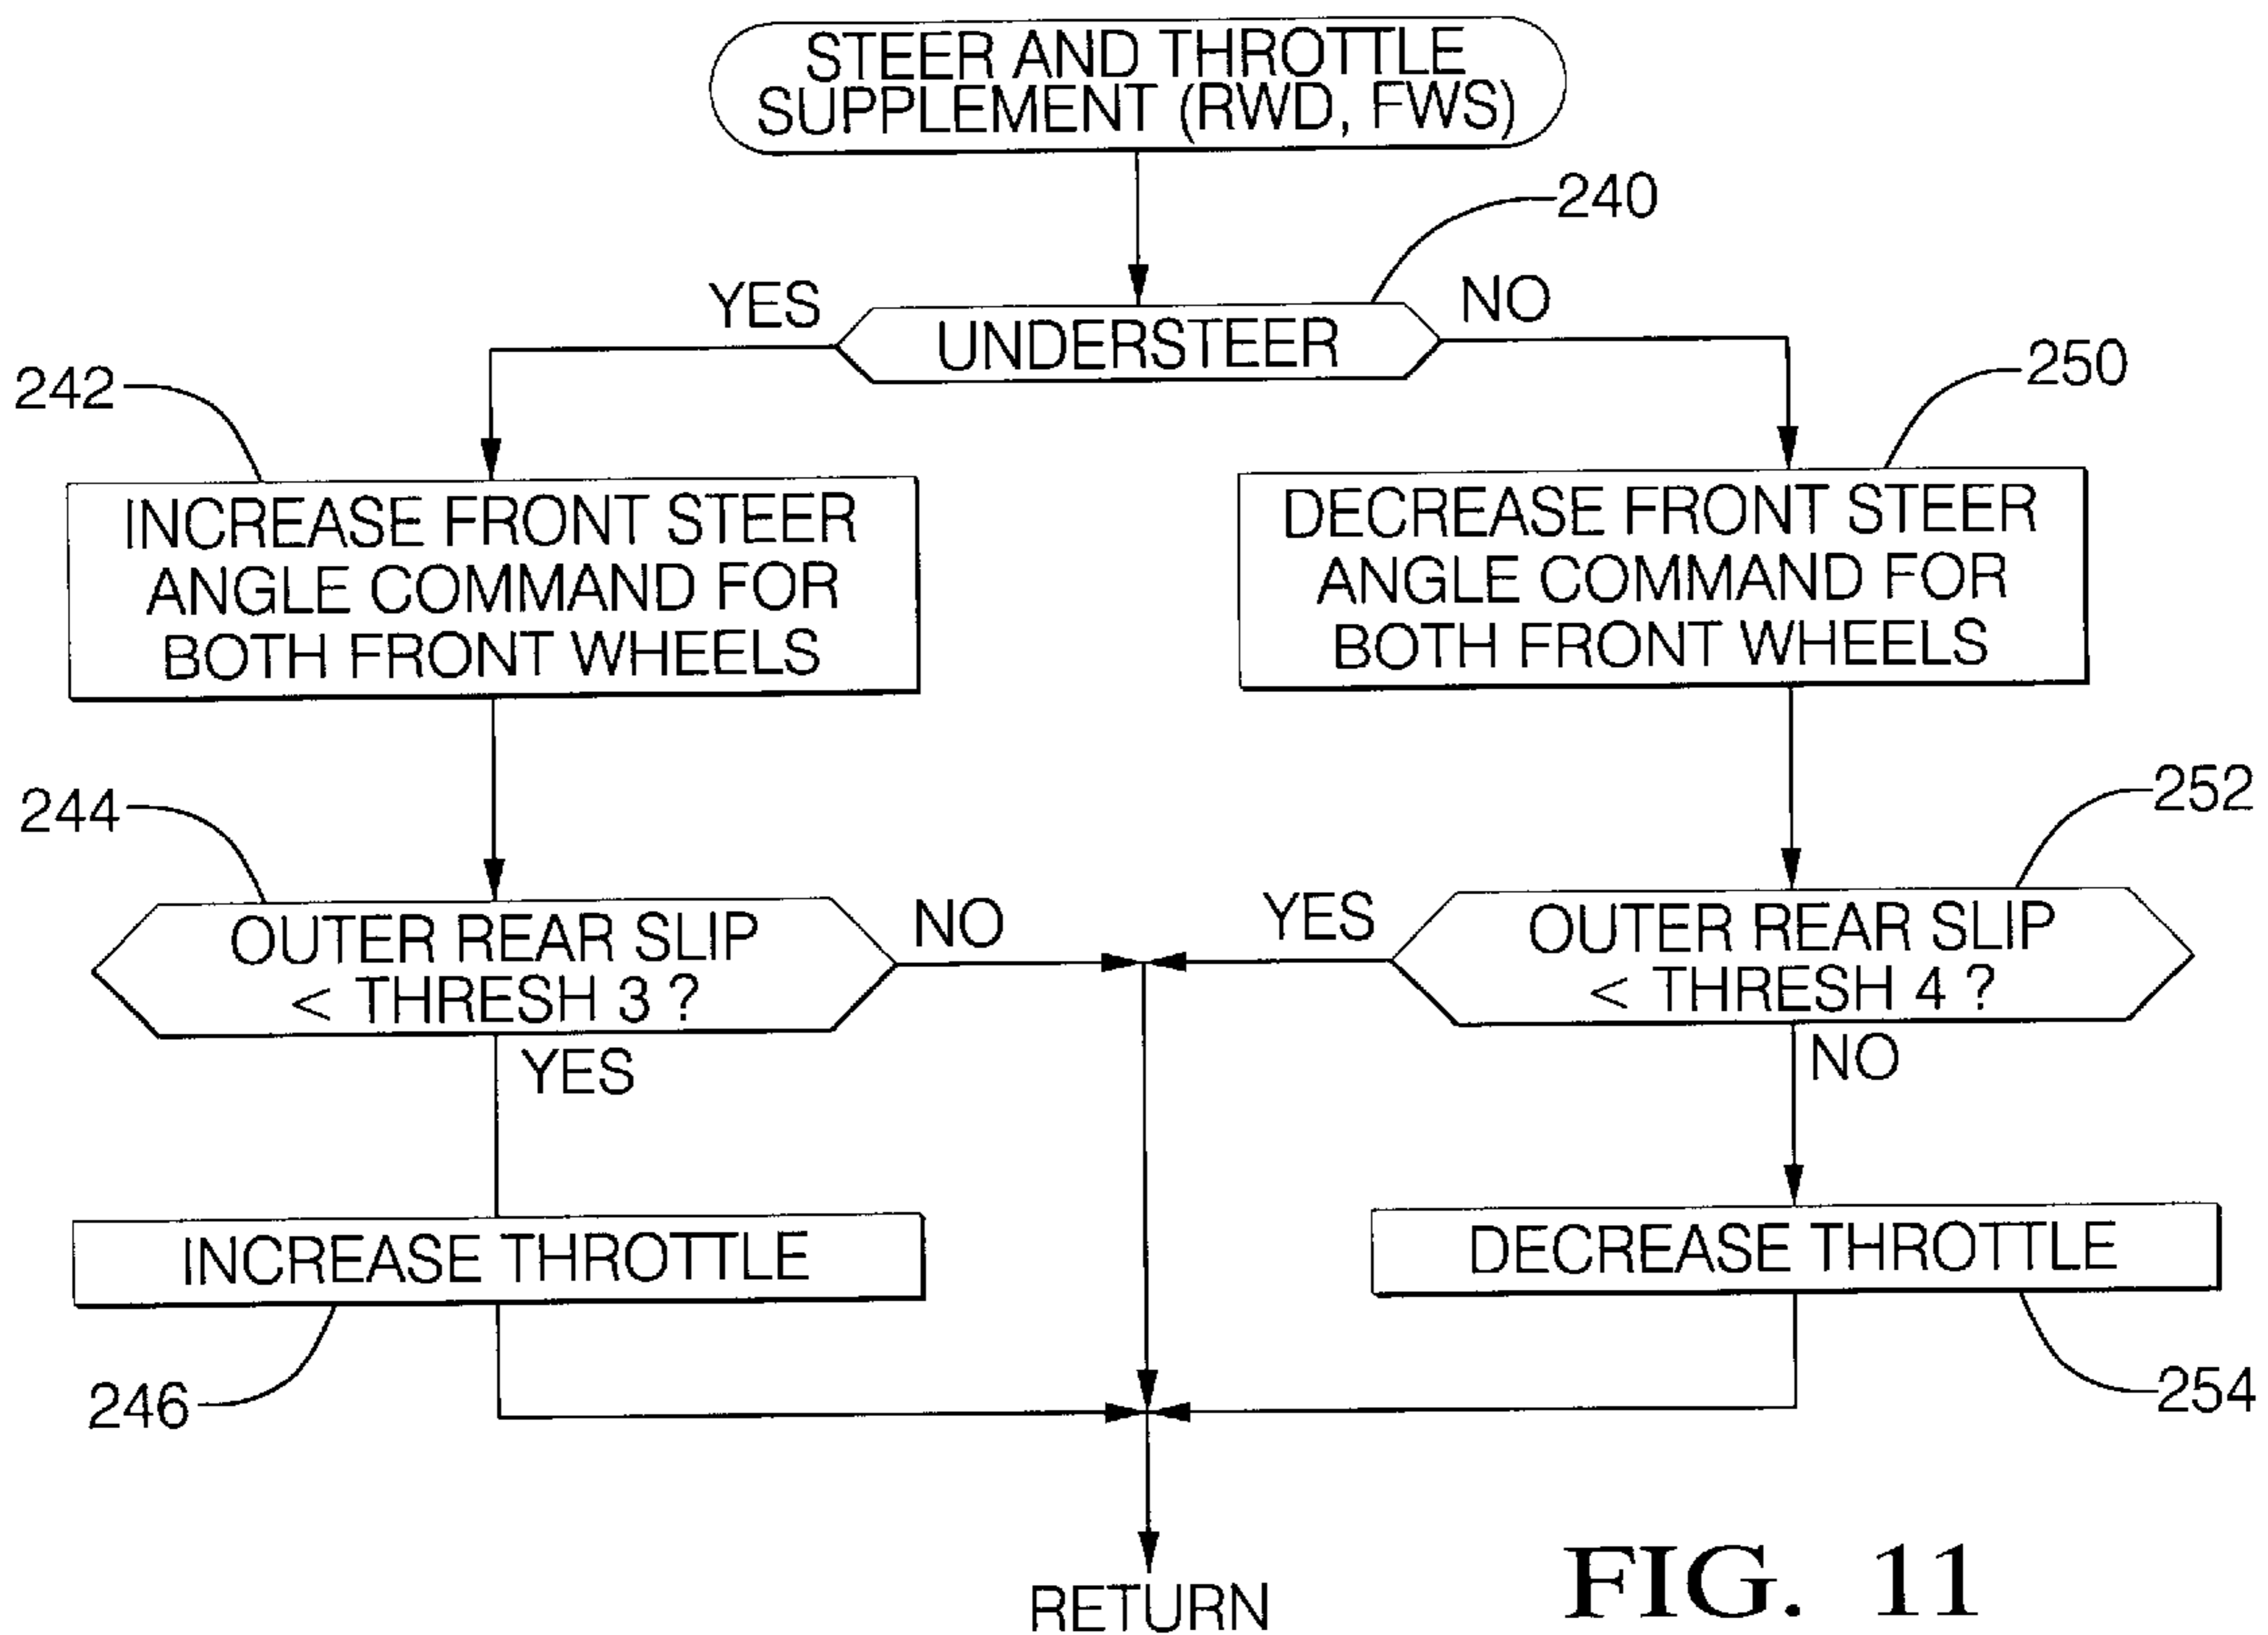 STEER AND THROTTLE
SUPPLEMENT (RWD, FWS)
240
YES
NO
UNDERSTEER
242
250
INCREASE FRONT STEER
ANGLE COMMAND FOR
BOTH FRONT WHEELS
DECREASE FRONT STEER
ANGLE COMMAND FOR
BOTH FRONT WHEELS
244
252
OUTER REAR SLIP
< THRESH 3 ?
NO
YES
OUTER REAR SLIP
< THRESH 4 ?
YES
NO
INCREASE THROTTLE
DECREASE THROTTLE
246
254
RETURN
FIG. 11